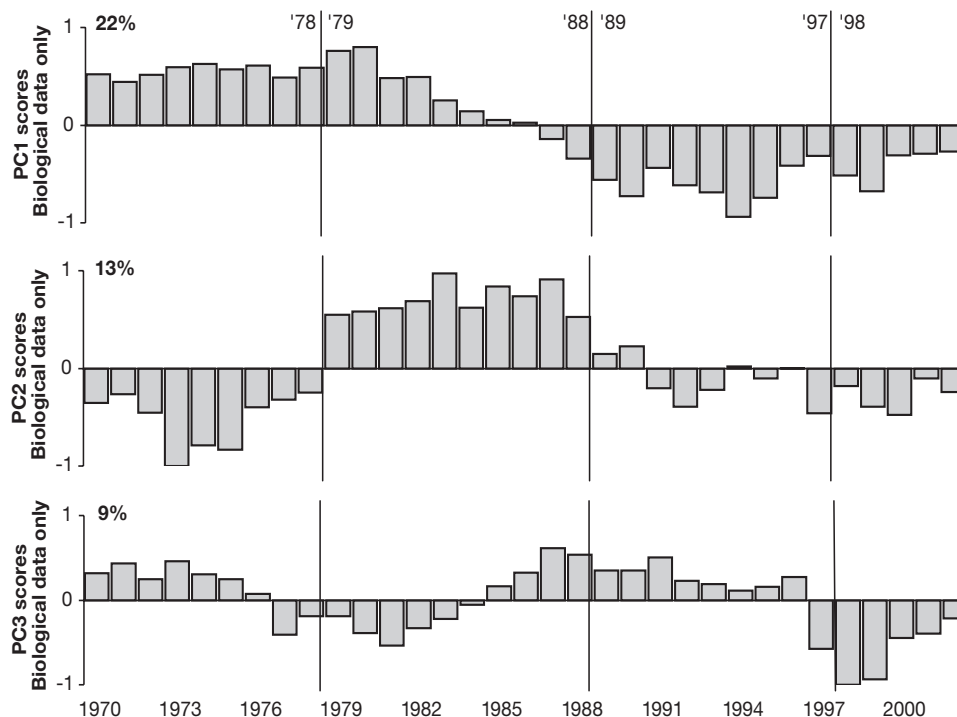 22%
'78 '79
'88 '89
'97 '98
1
0
-1
PC1 scores
Biological data only
13%
1
0
-1
PC2 scores
Biological data only
9%
1
0
-1
PC3 scores
Biological data only
1970 1973 1976 1979 1982 1985 1988 1991 1994 1997 2000